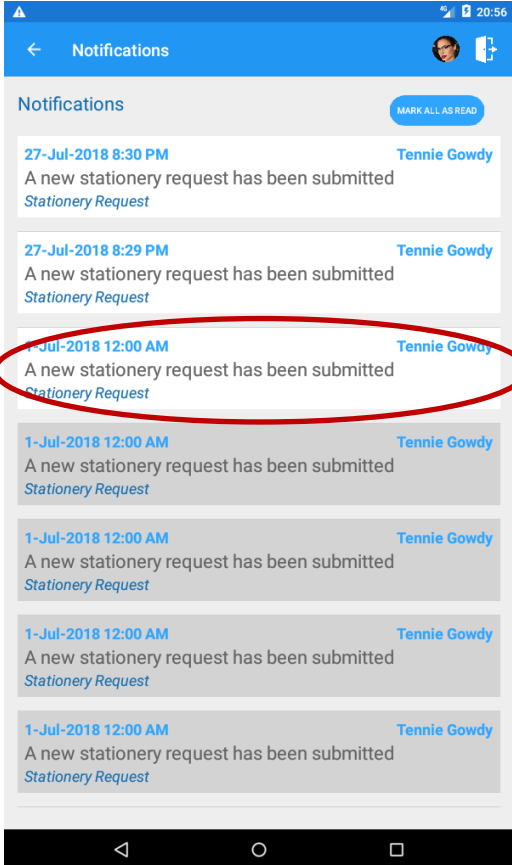 4G 20:56
Notifications
Notifications
MARK ALL AS READ
27-Jul-2018 8:30 PM Tennie Gowdy
A new stationery request has been submitted
Stationery Request
27-Jul-2018 8:29 PM Tennie Gowdy
A new stationery request has been submitted
Stationery Request
1-Jul-2018 12:00 AM Tennie Gowdy
A new stationery request has been submitted
Stationery Request
1-Jul-2018 12:00 AM Tennie Gowdy
A new stationery request has been submitted
Stationery Request
1-Jul-2018 12:00 AM Tennie Gowdy
A new stationery request has been submitted
Stationery Request
1-Jul-2018 12:00 AM Tennie Gowdy
A new stationery request has been submitted
Stationery Request
1-Jul-2018 12:00 AM Tennie Gowdy
A new stationery request has been submitted
Stationery Request